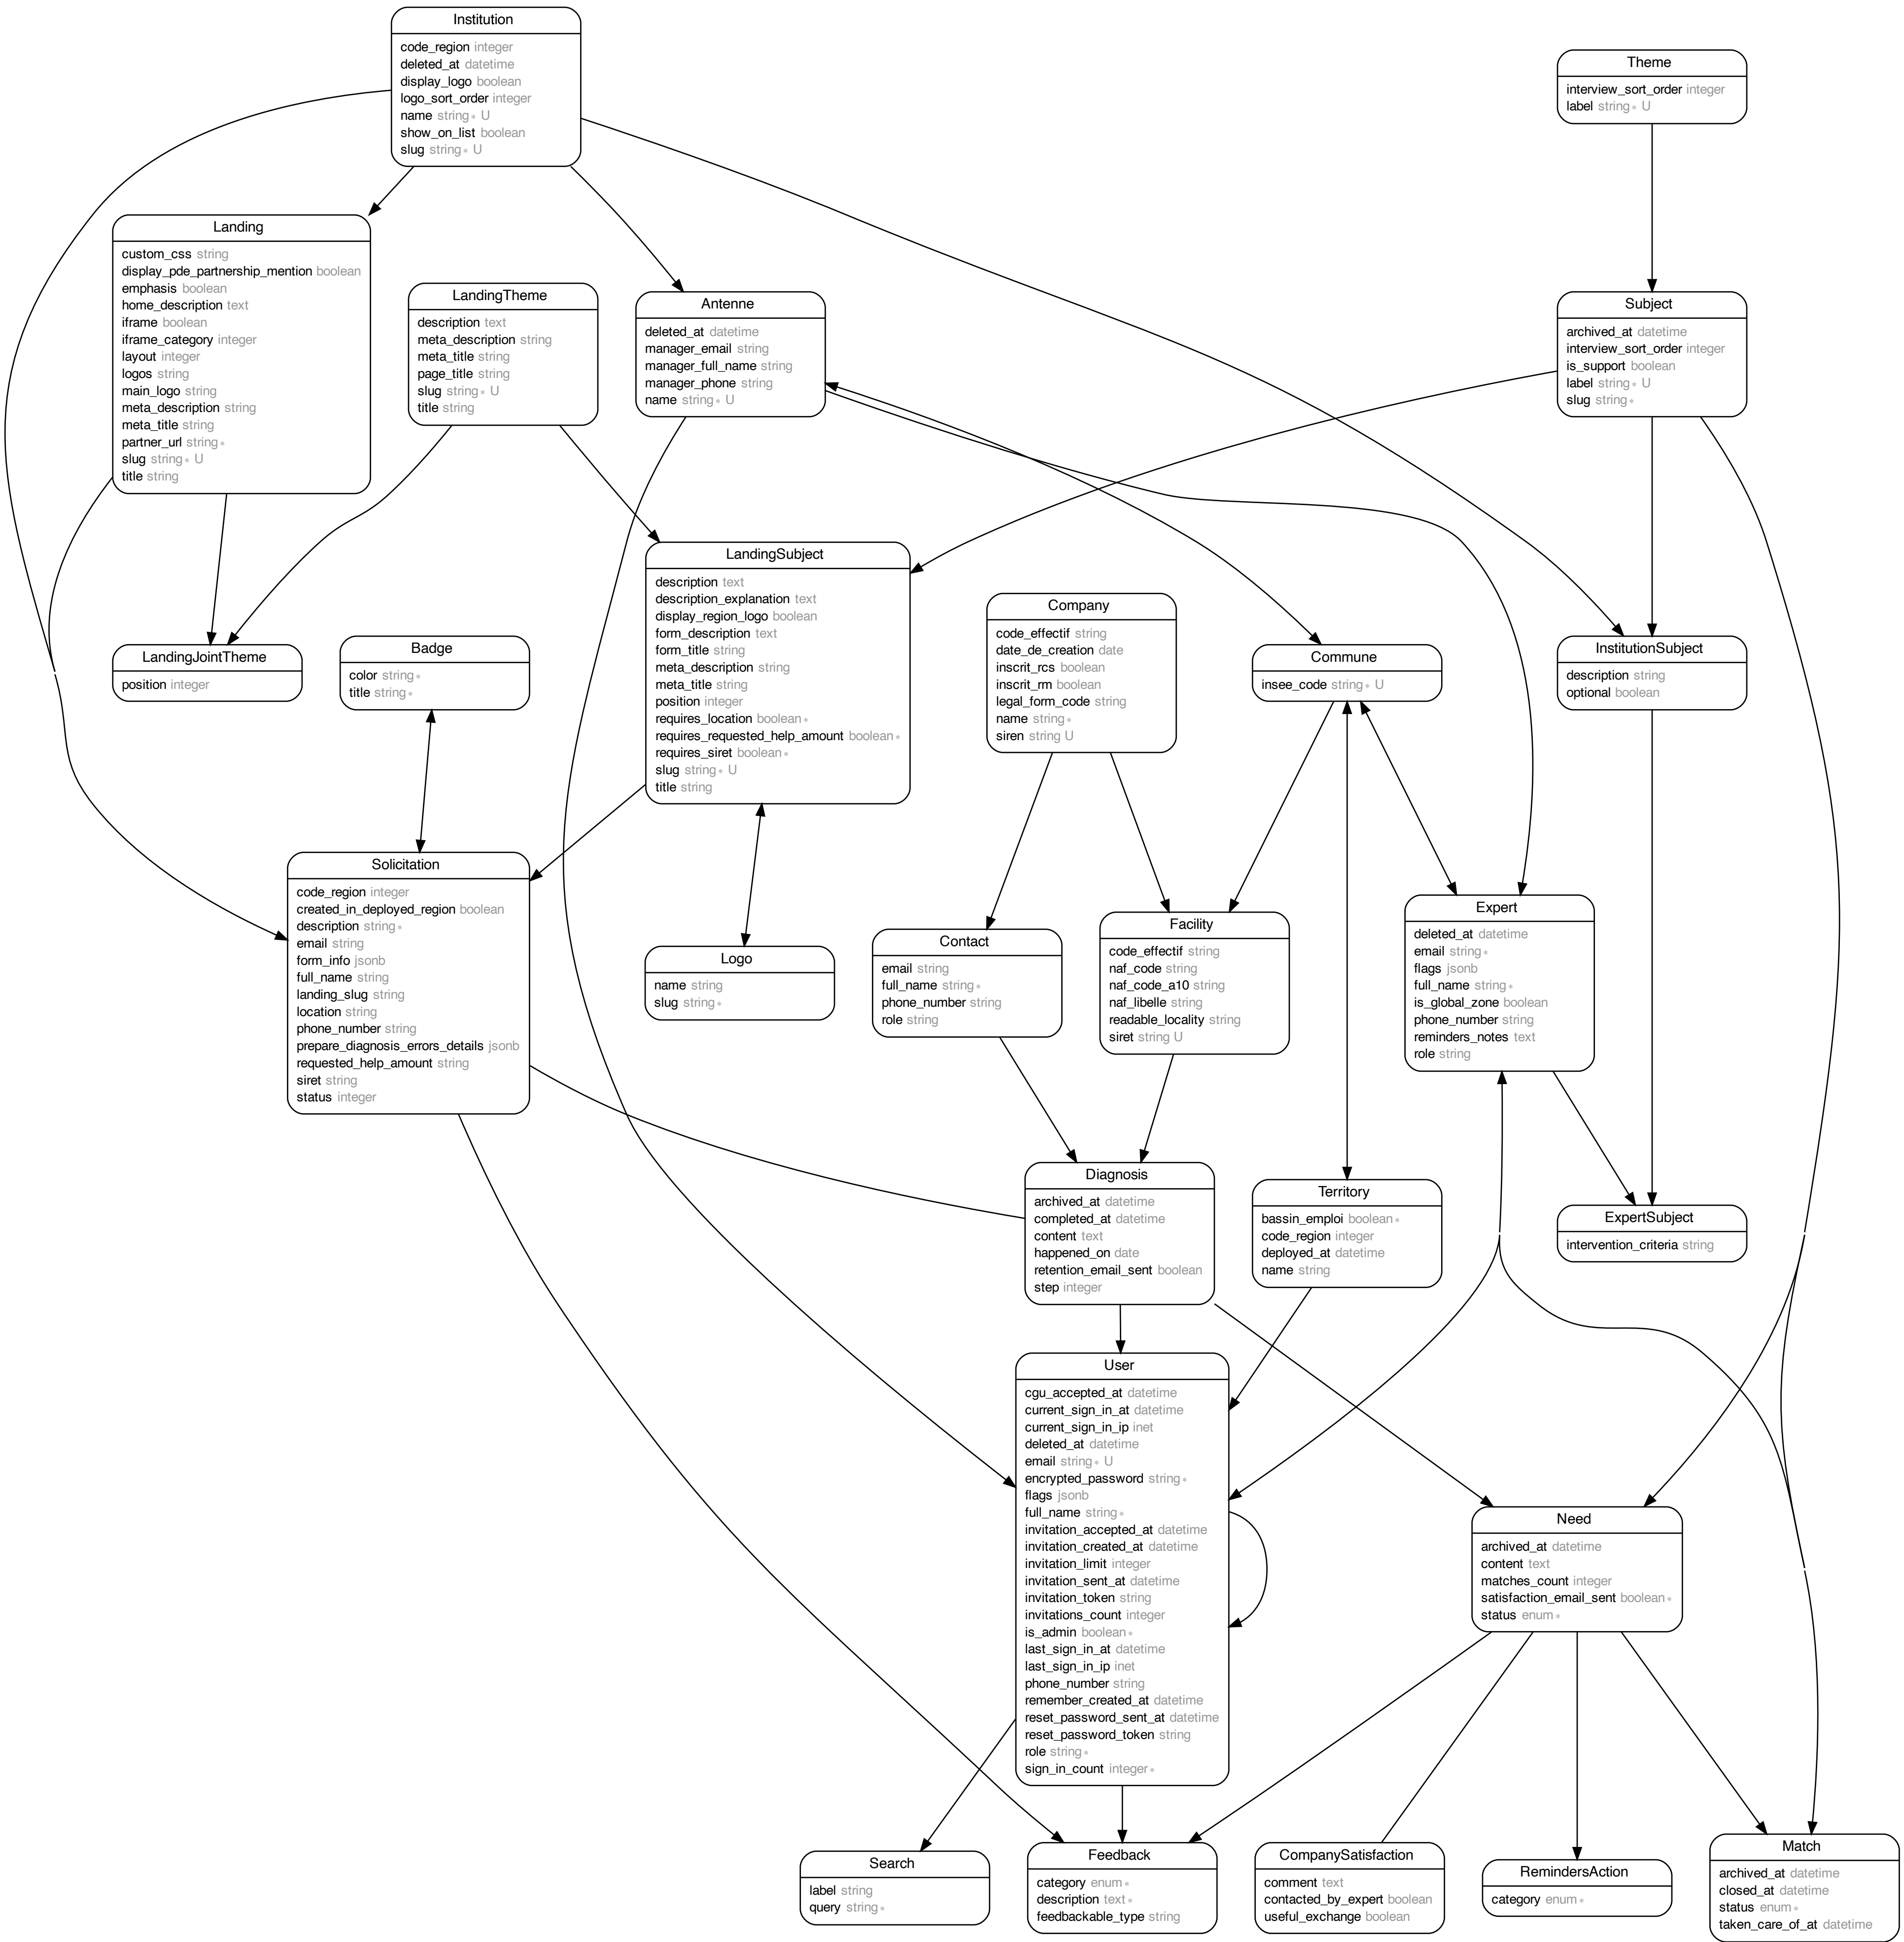 Institution
code_region integer
deleted_at datetime
display_logo boolean
logo_sort_order integer
name string∗ U
show_on_list boolean
slug string∗ U
Theme
interview_sort_order integer
label string∗ U
Landing
custom_css string
display_pde_partnership_mention boolean
emphasis boolean
home_description text
iframe boolean
iframe_category integer
layout integer
logos string
main_logo string
meta_description string
meta_title string
partner_url string∗
slug string∗ U
title string
LandingTheme
description text
meta_description string
meta_title string
page_title string
slug string∗ U
title string
Antenne
deleted_at datetime
manager_email string
manager_full_name string
manager_phone string
name string∗ U
Subject
archived_at datetime
interview_sort_order integer
is_support boolean
label string∗ U
slug string∗
LandingSubject
description text
description_explanation text
display_region_logo boolean
form_description text
form_title string
meta_description string
meta_title string
position integer
requires_location boolean∗
requires_requested_help_amount boolean∗
requires_siret boolean∗
slug string∗ U
title string
Company
code_effectif string
date_de_creation date
inscrit_rcs boolean
inscrit_rm boolean
legal_form_code string
name string∗
siren string U
LandingJointTheme
position integer
Badge
color string∗
title string∗
Commune
insee_code string∗ U
InstitutionSubject
description string
optional boolean
Solicitation
code_region integer
created_in_deployed_region boolean
description string∗
email string
form_info jsonb
full_name string
landing_slug string
location string
phone_number string
prepare_diagnosis_errors_details jsonb
requested_help_amount string
siret string
status integer
Logo
name string
slug string∗
Contact
email string
full_name string∗
phone_number string
role string
Facility
code_effectif string
naf_code string
naf_code_a10 string
naf_libelle string
readable_locality string
siret string U
Expert
deleted_at datetime
email string∗
flags jsonb
full_name string∗
is_global_zone boolean
phone_number string
reminders_notes text
role string
Diagnosis
archived_at datetime
completed_at datetime
content text
happened_on date
retention_email_sent boolean
step integer
Territory
bassin_emploi boolean∗
code_region integer
deployed_at datetime
name string
ExpertSubject
intervention_criteria string
User
cgu_accepted_at datetime
current_sign_in_at datetime
current_sign_in_ip inet
deleted_at datetime
email string∗ U
encrypted_password string∗
flags jsonb
full_name string∗
invitation_accepted_at datetime
invitation_created_at datetime
invitation_limit integer
invitation_sent_at datetime
invitation_token string
invitations_count integer
is_admin boolean∗
last_sign_in_at datetime
last_sign_in_ip inet
phone_number string
remember_created_at datetime
reset_password_sent_at datetime
reset_password_token string
role string∗
sign_in_count integer∗
Need
archived_at datetime
content text
matches_count integer
satisfaction_email_sent boolean∗
status enum∗
Search
label string
query string∗
Feedback
category enum∗
description text∗
feedbackable_type string
CompanySatisfaction
comment text
contacted_by_expert boolean
useful_exchange boolean
RemindersAction
category enum∗
Match
archived_at datetime
closed_at datetime
status enum∗
taken_care_of_at datetime